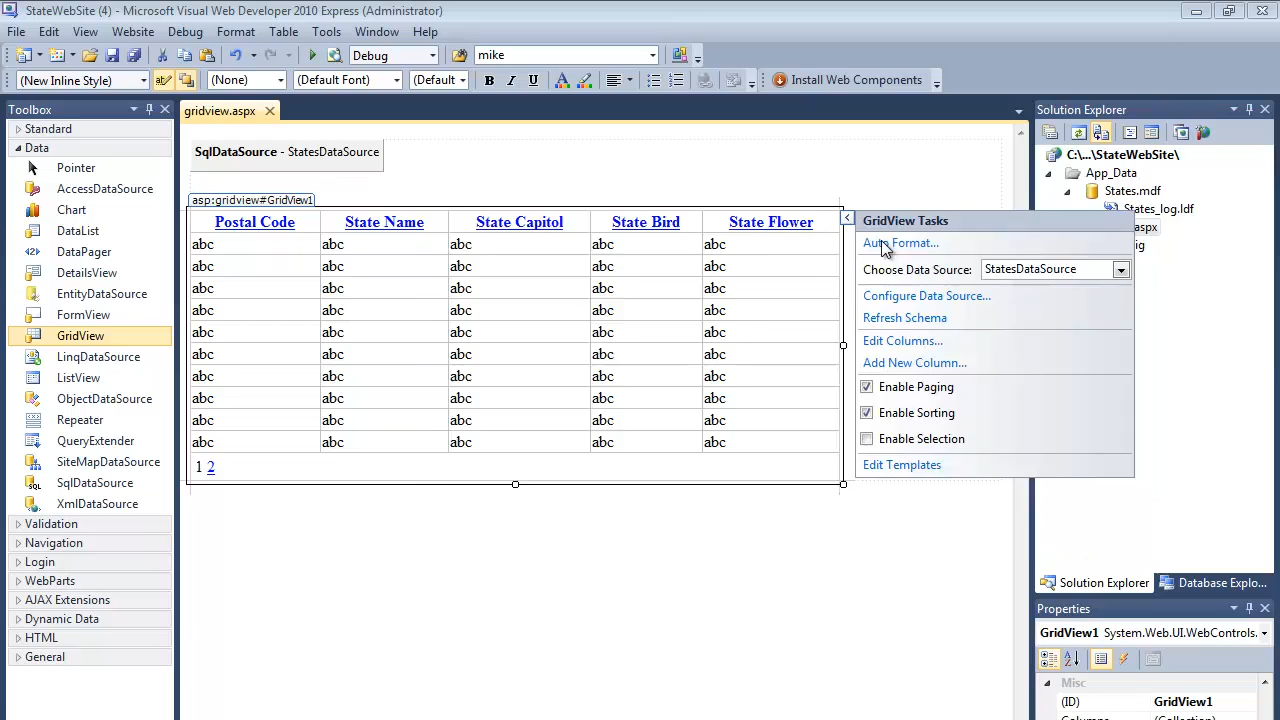 StateWebSite (4) - Microsoft Visual Web Developer 2010 Express (Administrator)
File Edit View Website Debug Format Table Tools Window Help
Debug mike
(New Inline Style) (None) (Default Font) (Default B I U A Install Web Components
Toolbox
Standard
Data
Pointer
AccessDataSource
Chart
DataList
DataPager
DetailsView
EntityDataSource
FormView
GridView
LinqDataSource
ListView
ObjectDataSource
Repeater
QueryExtender
SiteMapDataSource
SqlDataSource
XmlDataSource
Validation
Navigation
Login
WebParts
AJAX Extensions
Dynamic Data
HTML
General
gridview.aspx
SqlDataSource - StatesDataSource
asp:gridview#GridView1
Postal Code State Name State Capitol State Bird State Flower
abc abc abc abc abc
abc abc abc abc abc
abc abc abc abc abc
abc abc abc abc abc
abc abc abc abc abc
abc abc abc abc abc
abc abc abc abc abc
abc abc abc abc abc
abc abc abc abc abc
abc abc abc abc abc
1 2
GridView Tasks
Auto Format...
Choose Data Source: StatesDataSource
Configure Data Source...
Refresh Schema
Edit Columns...
Add New Column...
Enable Paging
Enable Sorting
Enable Selection
Edit Templates
Solution Explorer
C:\...\StateWebSite\
App_Data
States.mdf
States_log.ldf
aspx
ig
Solution Explorer Database Explo...
Properties
GridView1 System.Web.UI.WebControls.
Misc
(ID) GridView1
Columns (Collection)